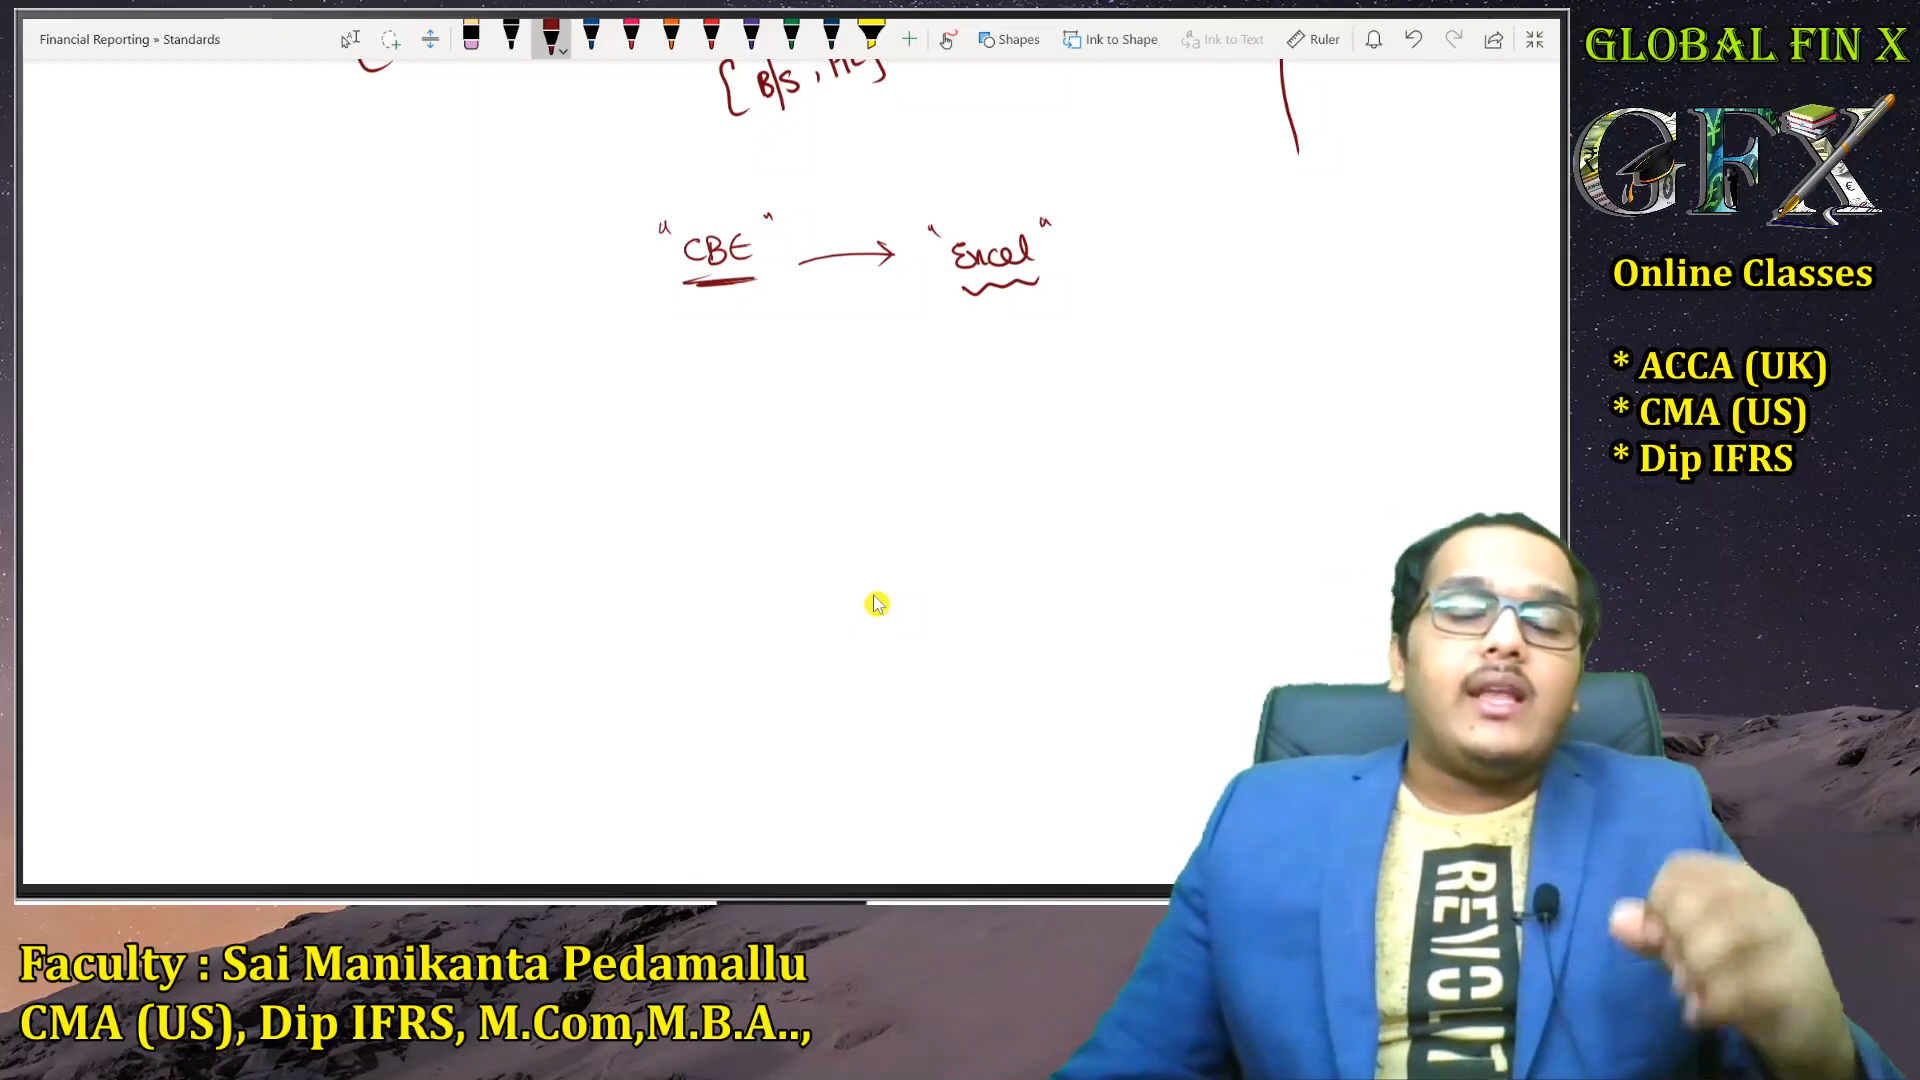 Financial Reporting » Standards
Shapes
Ink to Shape
Ink to Text
Ruler
{ B/S ,
"CBE" → "Excel"
GLOBAL FIN X
GFX
Online Classes
* ACCA (UK)
* CMA (US)
* Dip IFRS
REVOLT
Faculty : Sai Manikanta Pedamallu
CMA (US), Dip IFRS, M.Com,M.B.A..,